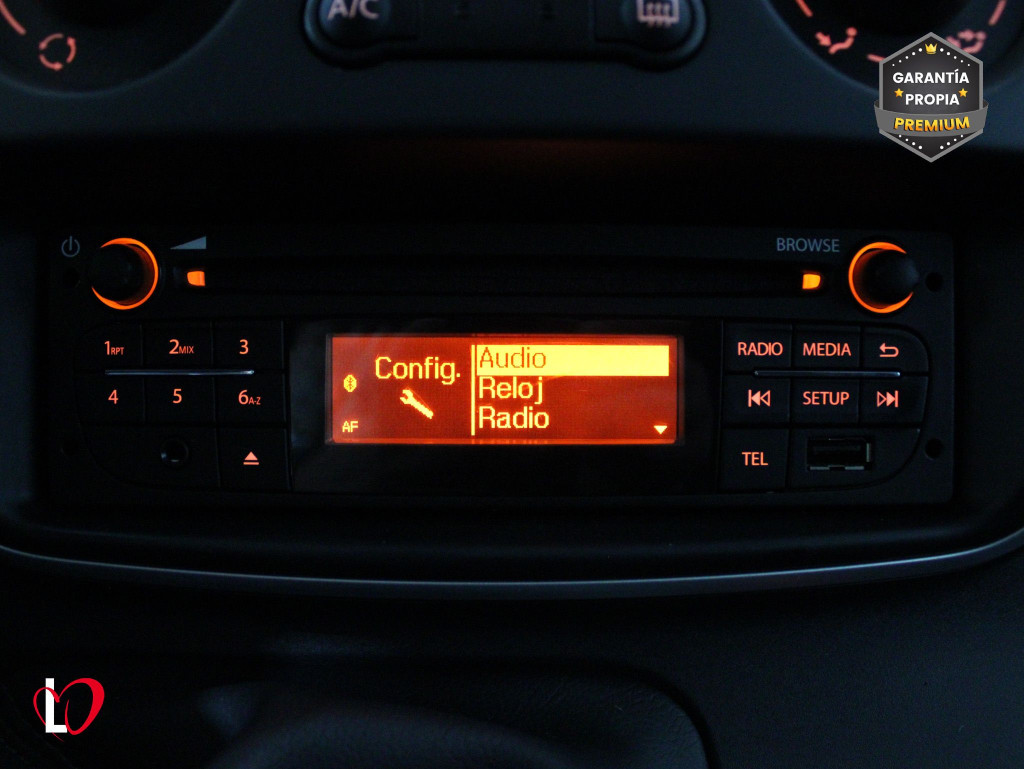 A/C
GARANTÍA
PROPIA
PREMIUM
BROWSE
1RPT 2MIX 3
4 5 6A-Z
Config.
AF
Audio
Reloj
Radio
RADIO MEDIA
SETUP
TEL
L